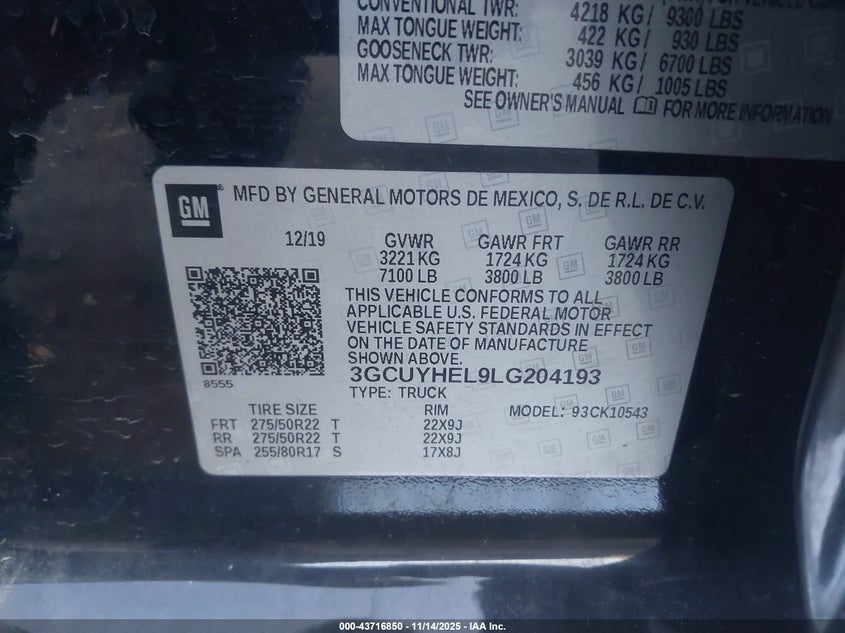 CONVENTIONAL TWR: 4218 KG/ 9300 LBS
MAX TONGUE WEIGHT: 422 KG/ 930 LBS
GOOSENECK TWR: 3039 KG/ 6700 LBS
MAX TONGUE WEIGHT: 456 KG/ 1005 LBS
SEE OWNER'S MANUAL FOR MORE INFORMATION
GM ® MFD BY GENERAL MOTORS DE MEXICO, S. DE R.L. DE C.V.
12/19 GVWR GAWR FRT GAWR RR
3221 KG 1724 KG 1724 KG
7100 LB 3800 LB 3800 LB
THIS VEHICLE CONFORMS TO ALL
APPLICABLE U.S. FEDERAL MOTOR
VEHICLE SAFETY STANDARDS IN EFFECT
ON THE DATE OF MANUFACTURE
SHOWN ABOVE.
8555 3GCUYHEL9LG204193
TYPE: TRUCK
TIRE SIZE RIM MODEL: 93CK10543
FRT 275/50R22 T 22X9J
RR 275/50R22 T 22X9J
SPA 255/80R17 S 17X8J
000-43716850 - 11/14/2025 - IAA Inc.